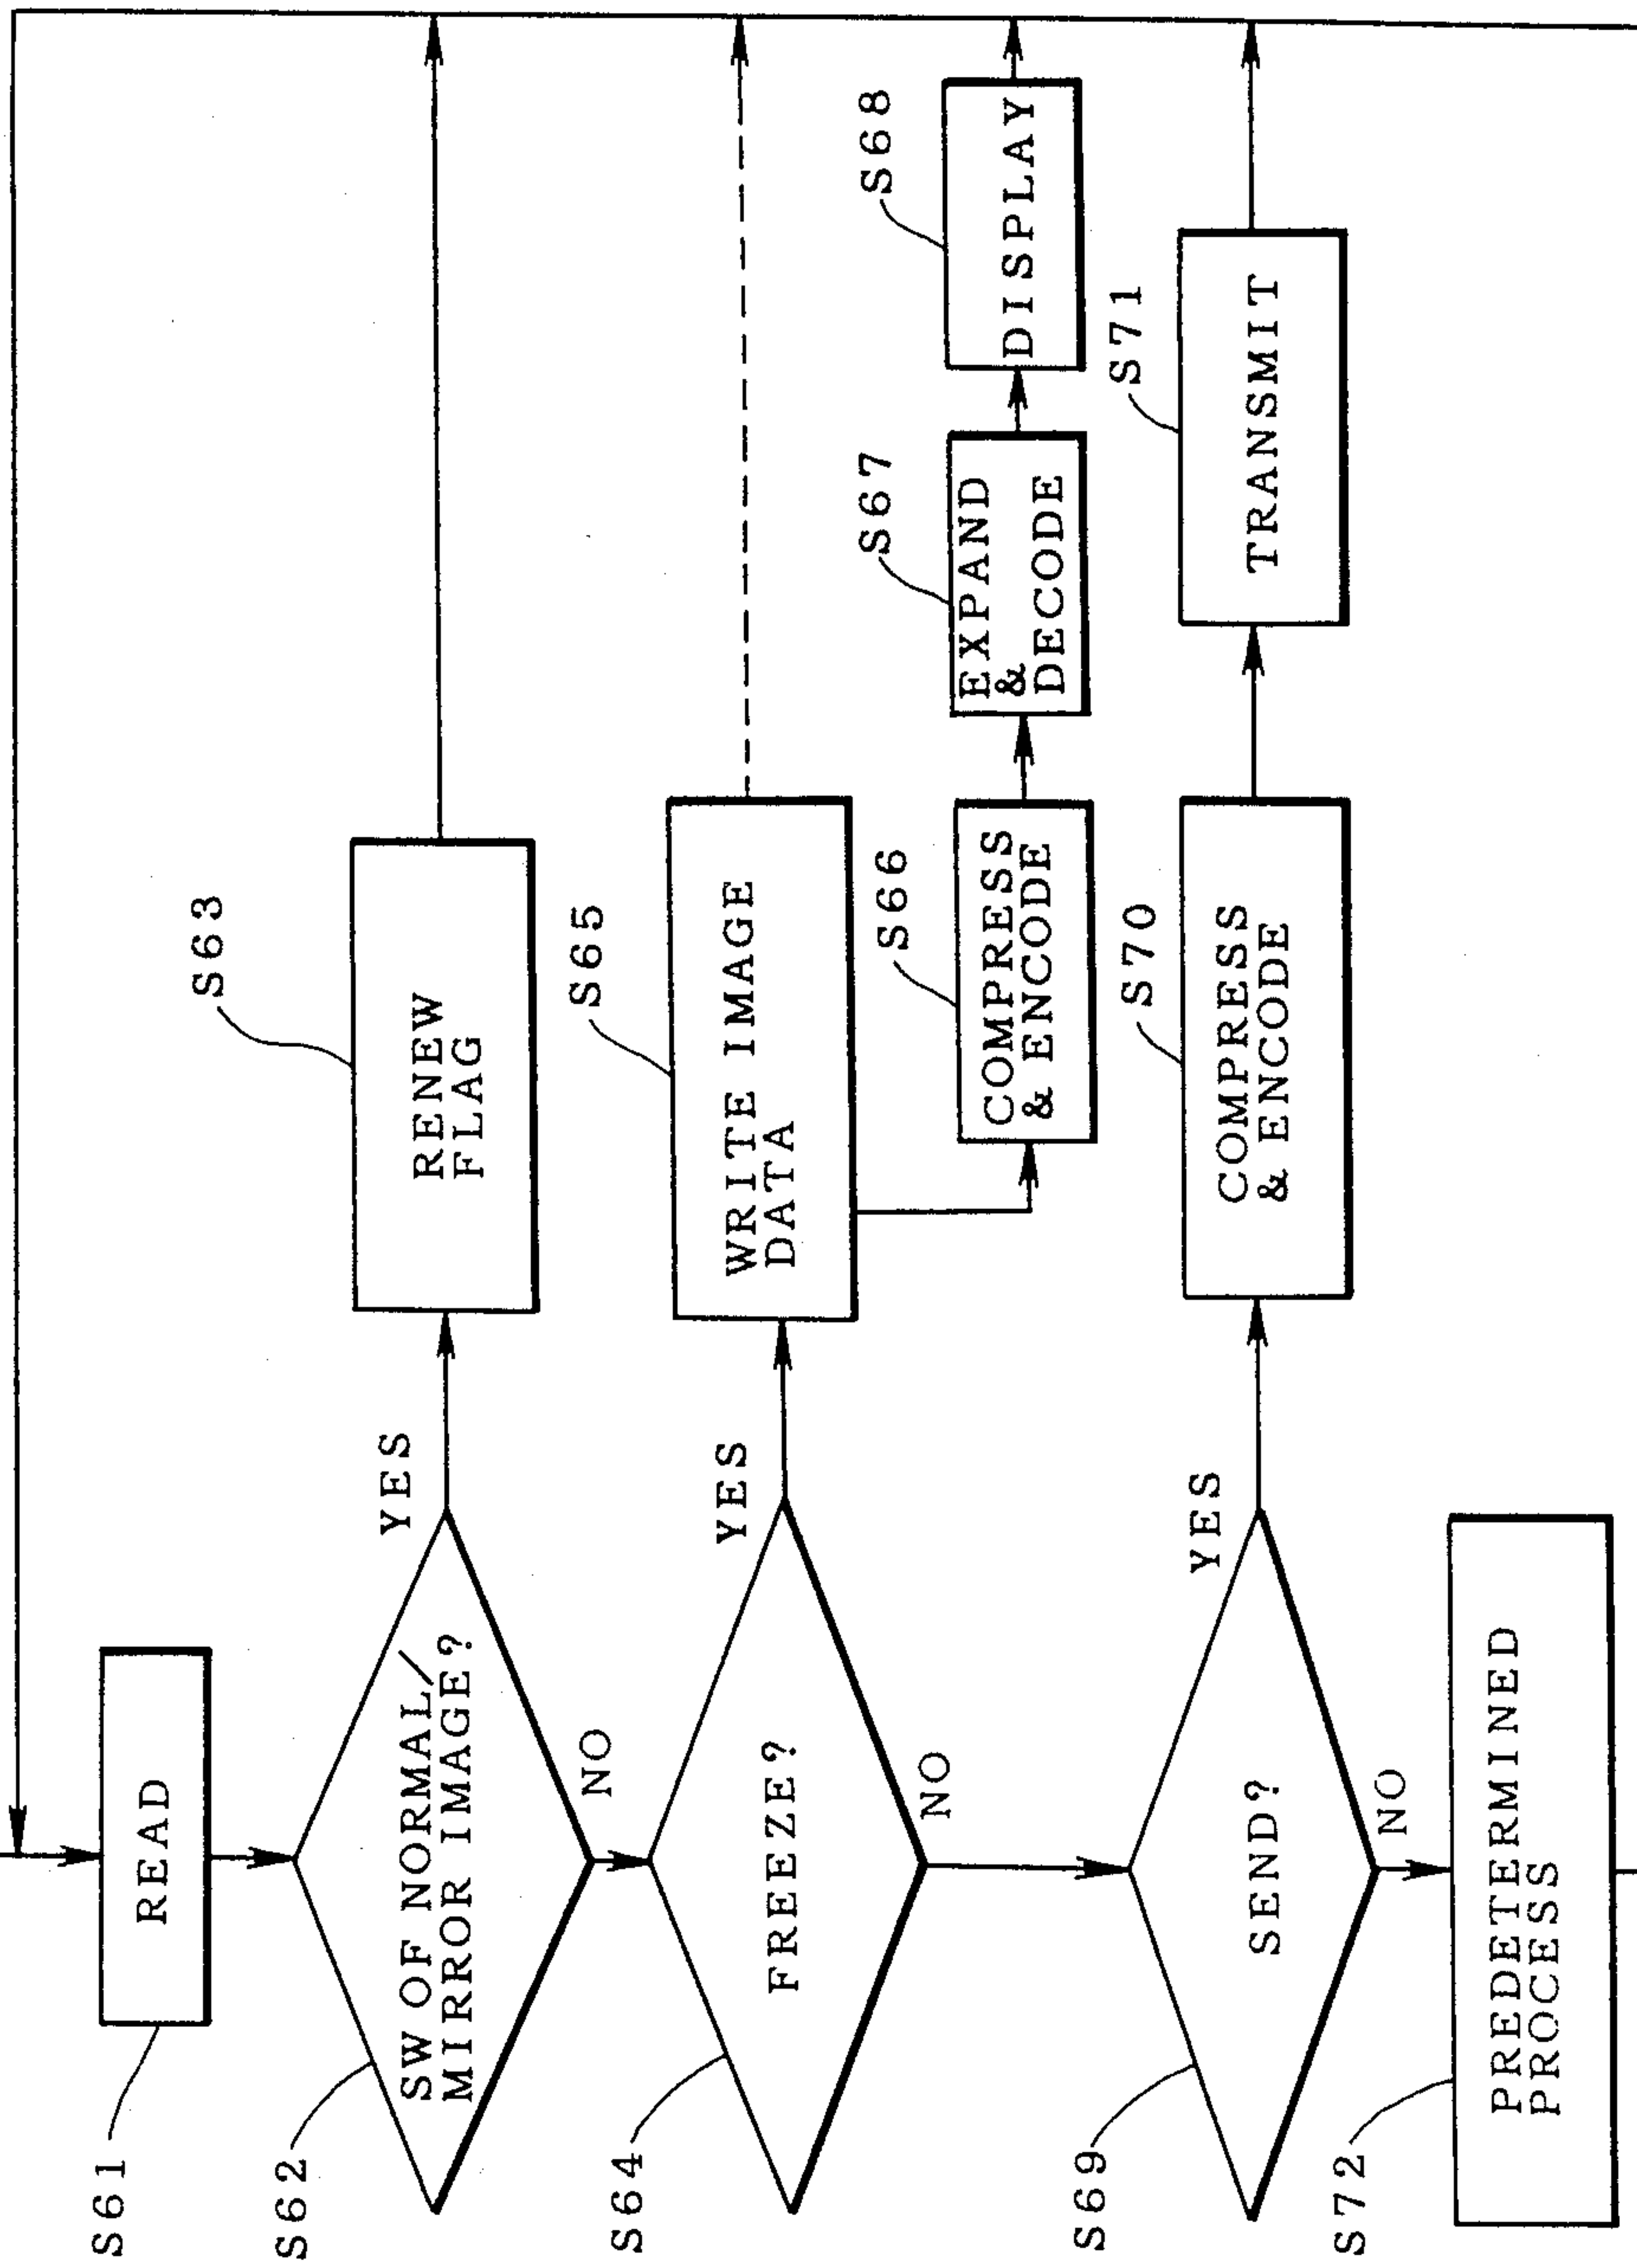 S61
READ
S62
SW OF NORMAL/
MIRROR IMAGE?
YES
NO
S63
RENEW
FLAG
S64
FREEZE?
YES
NO
S65
WRITE IMAGE
DATA
S66
COMPRESS
& ENCODE
S67
EXPAND
&
DECODE
S68
DISPLAY
S69
SEND?
YES
NO
S70
COMPRESS
& ENCODE
S71
TRANSMIT
S72
PREDETERMINED
PROCESS